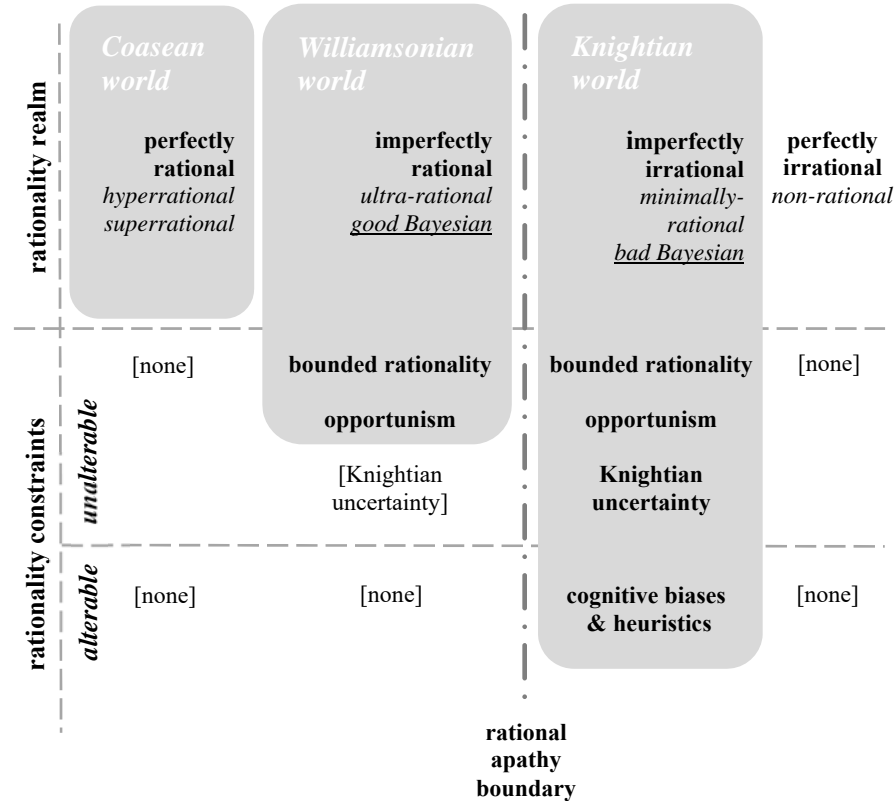 Coasean
world
Williamsonian
world
Knightian
world
rationality realm
perfectly
rational
hyperrational
superrational
imperfectly
rational
ultra-rational
good Bayesian
imperfectly
irrational
minimally-
rational
bad Bayesian
perfectly
irrational
non-rational
rationality constraints
unalterable
[none]
bounded rationality
opportunism
[Knightian
uncertainty]
bounded rationality
opportunism
Knightian
uncertainty
[none]
alterable
[none]
[none]
cognitive biases
& heuristics
[none]
rational
apathy
boundary